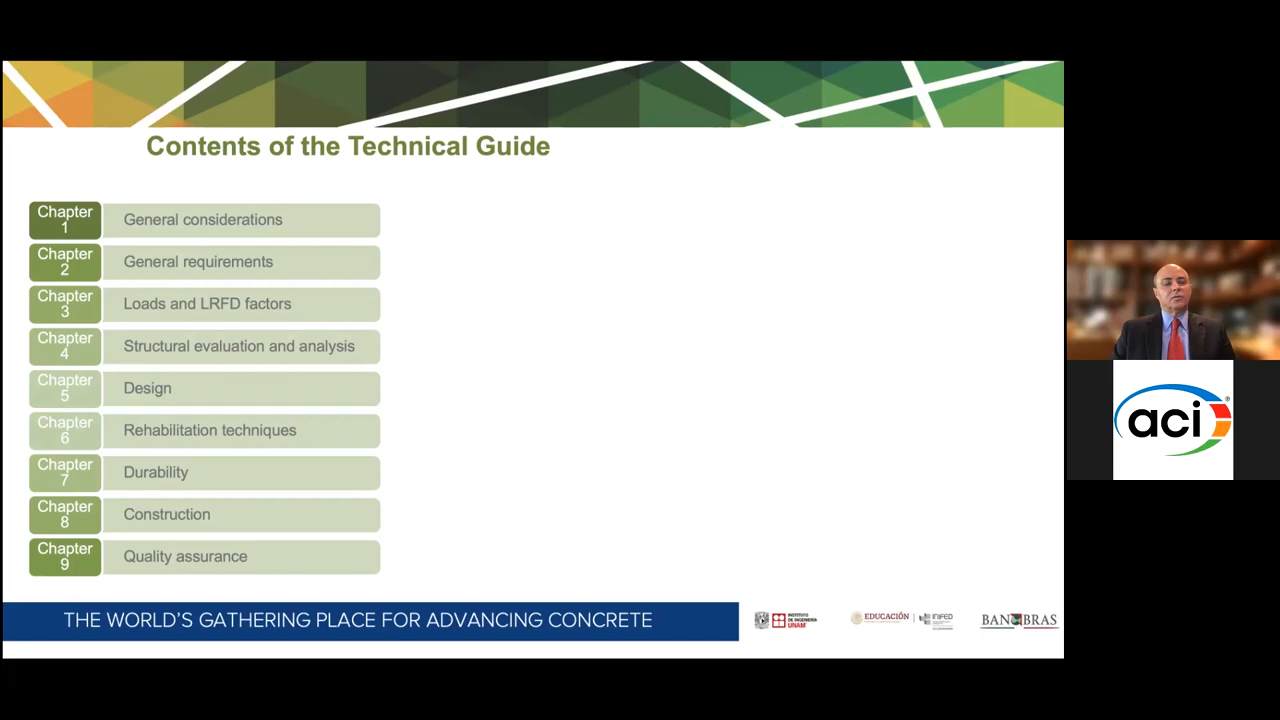 Contents of the Technical Guide
Chapter
1
General considerations
Chapter
2
General requirements
Chapter
3
Loads and LRFD factors
Chapter
4
Structural evaluation and analysis
Chapter
5
Design
Chapter
6
Rehabilitation techniques
Chapter
7
Durability
Chapter
8
Construction
Chapter
9
Quality assurance
THE WORLD'S GATHERING PLACE FOR ADVANCING CONCRETE
INSTITUTO
DE INGENIERÍA
UNAM
EDUCACIÓN
INIFED
BANOBRAS
aci
®